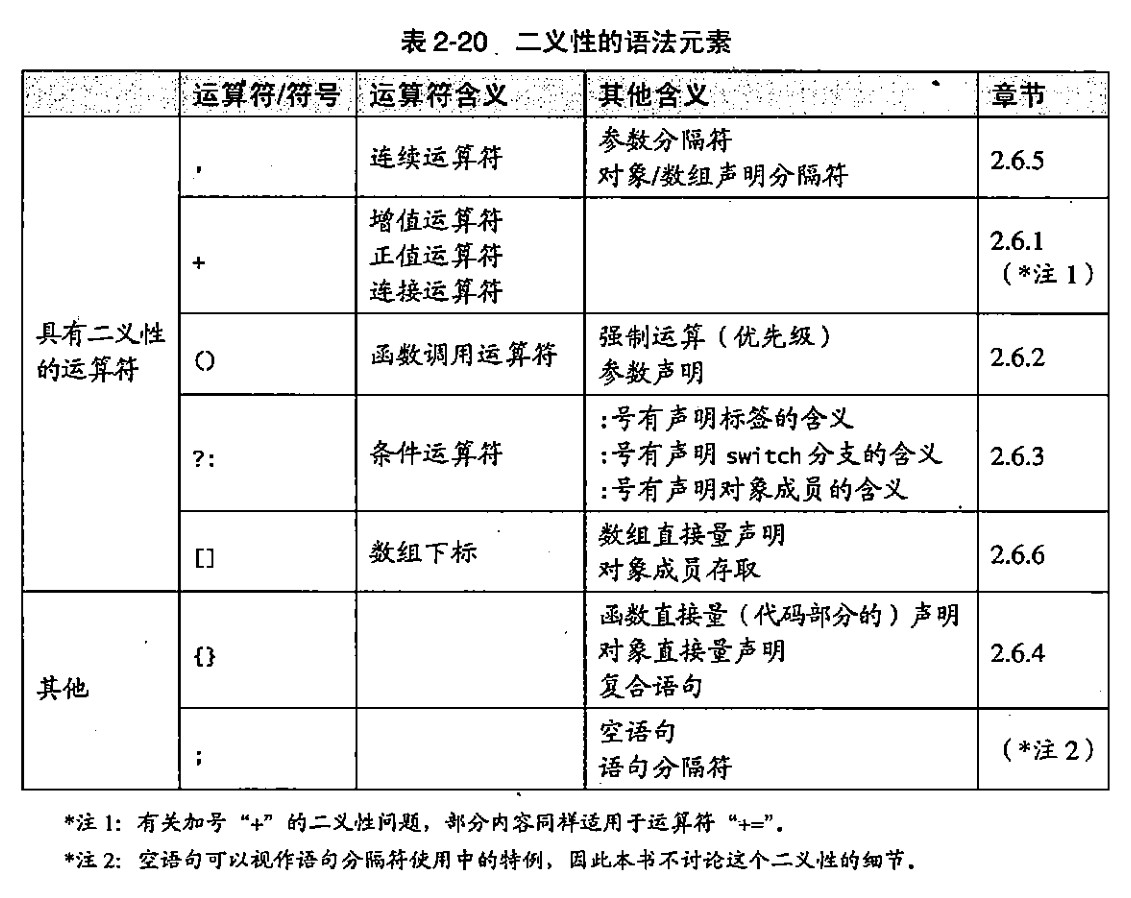 表 2-20 二义性的语法元素
运算符/符号 运算符含义 其他含义 章节
具有二义性
的运算符
, 连续运算符 参数分隔符
对象/数组声明分隔符
2.6.5
+ 增值运算符
正值运算符
连接运算符
2.6.1
（*注 1）
() 函数调用运算符 强制运算（优先级）
参数声明
2.6.2
?: 条件运算符 :号有声明标签的含义
:号有声明 switch 分支的含义
:号有声明对象成员的含义
2.6.3
[] 数组下标 数组直接量声明
对象成员存取
2.6.6
其他
{} 函数直接量（代码部分的）声明
对象直接量声明
复合语句
2.6.4
; 空语句
语句分隔符
（*注 2）
*注 1: 有关加号“+”的二义性问题，部分内容同样适用于运算符“+=”。
*注 2: 空语句可以视作语句分隔符使用中的特例，因此本书不讨论这个二义性的细节。